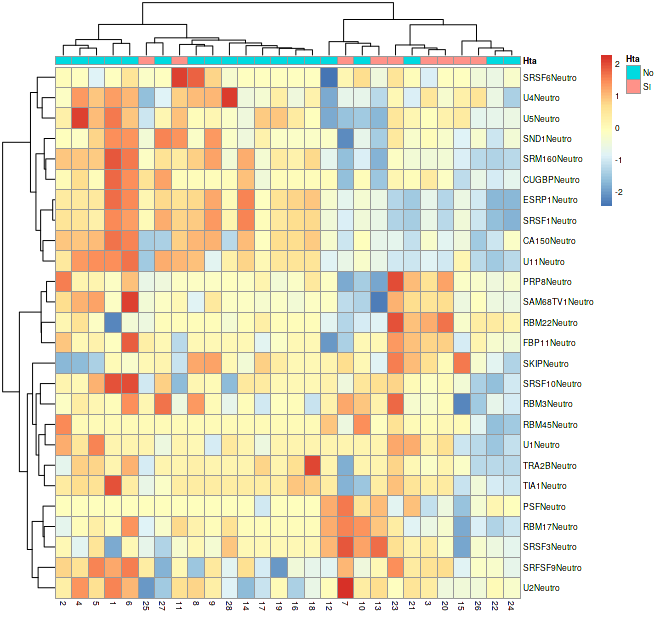 Hta
SRSF6Neutro
U4Neutro
U5Neutro
SND1Neutro
SRM160Neutro
CUGBPNeutro
ESRP1Neutro
SRSF1Neutro
CA150Neutro
U11Neutro
PRP8Neutro
SAM68TV1Neutro
RBM22Neutro
FBP11Neutro
SKIPNeutro
SRSF10Neutro
RBM3Neutro
RBM45Neutro
U1Neutro
TRA2BNeutro
TIA1Neutro
PSFNeutro
RBM17Neutro
SRSF3Neutro
SRFSF9Neutro
U2Neutro
2 4 5 1 6 25 27 11 8 9 28 14 17 19 16 18 12 7 10 13 23 21 3 20 15 26 22 24
2
1
0
-1
-2
Hta
No
SI